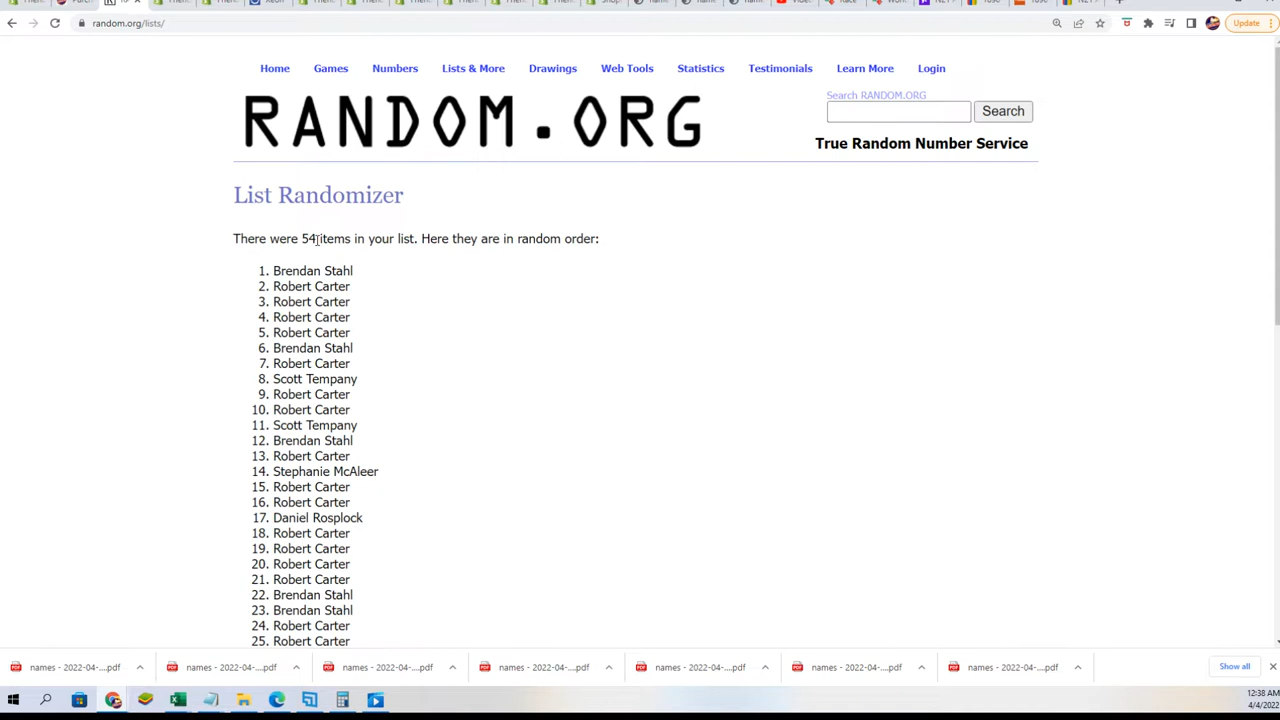 random.org/lists/
Update
Home Games Numbers Lists & More Drawings Web Tools Statistics Testimonials Learn More Login
RANDOM.ORG
Search RANDOM.ORG
Search
True Random Number Service
List Randomizer
There were 54 items in your list. Here they are in random order:
1. Brendan Stahl
2. Robert Carter
3. Robert Carter
4. Robert Carter
5. Robert Carter
6. Brendan Stahl
7. Robert Carter
8. Scott Tempany
9. Robert Carter
10. Robert Carter
11. Scott Tempany
12. Brendan Stahl
13. Robert Carter
14. Stephanie McAleer
15. Robert Carter
16. Robert Carter
17. Daniel Rosplock
18. Robert Carter
19. Robert Carter
20. Robert Carter
21. Robert Carter
22. Brendan Stahl
23. Brendan Stahl
24. Robert Carter
25. Robert Carter
names - 2022-04-....pdf names - 2022-04-....pdf names - 2022-04-....pdf names - 2022-04-....pdf names - 2022-04-....pdf names - 2022-04-....pdf names - 2022-04-....pdf Show all
12:38 AM
4/4/2022